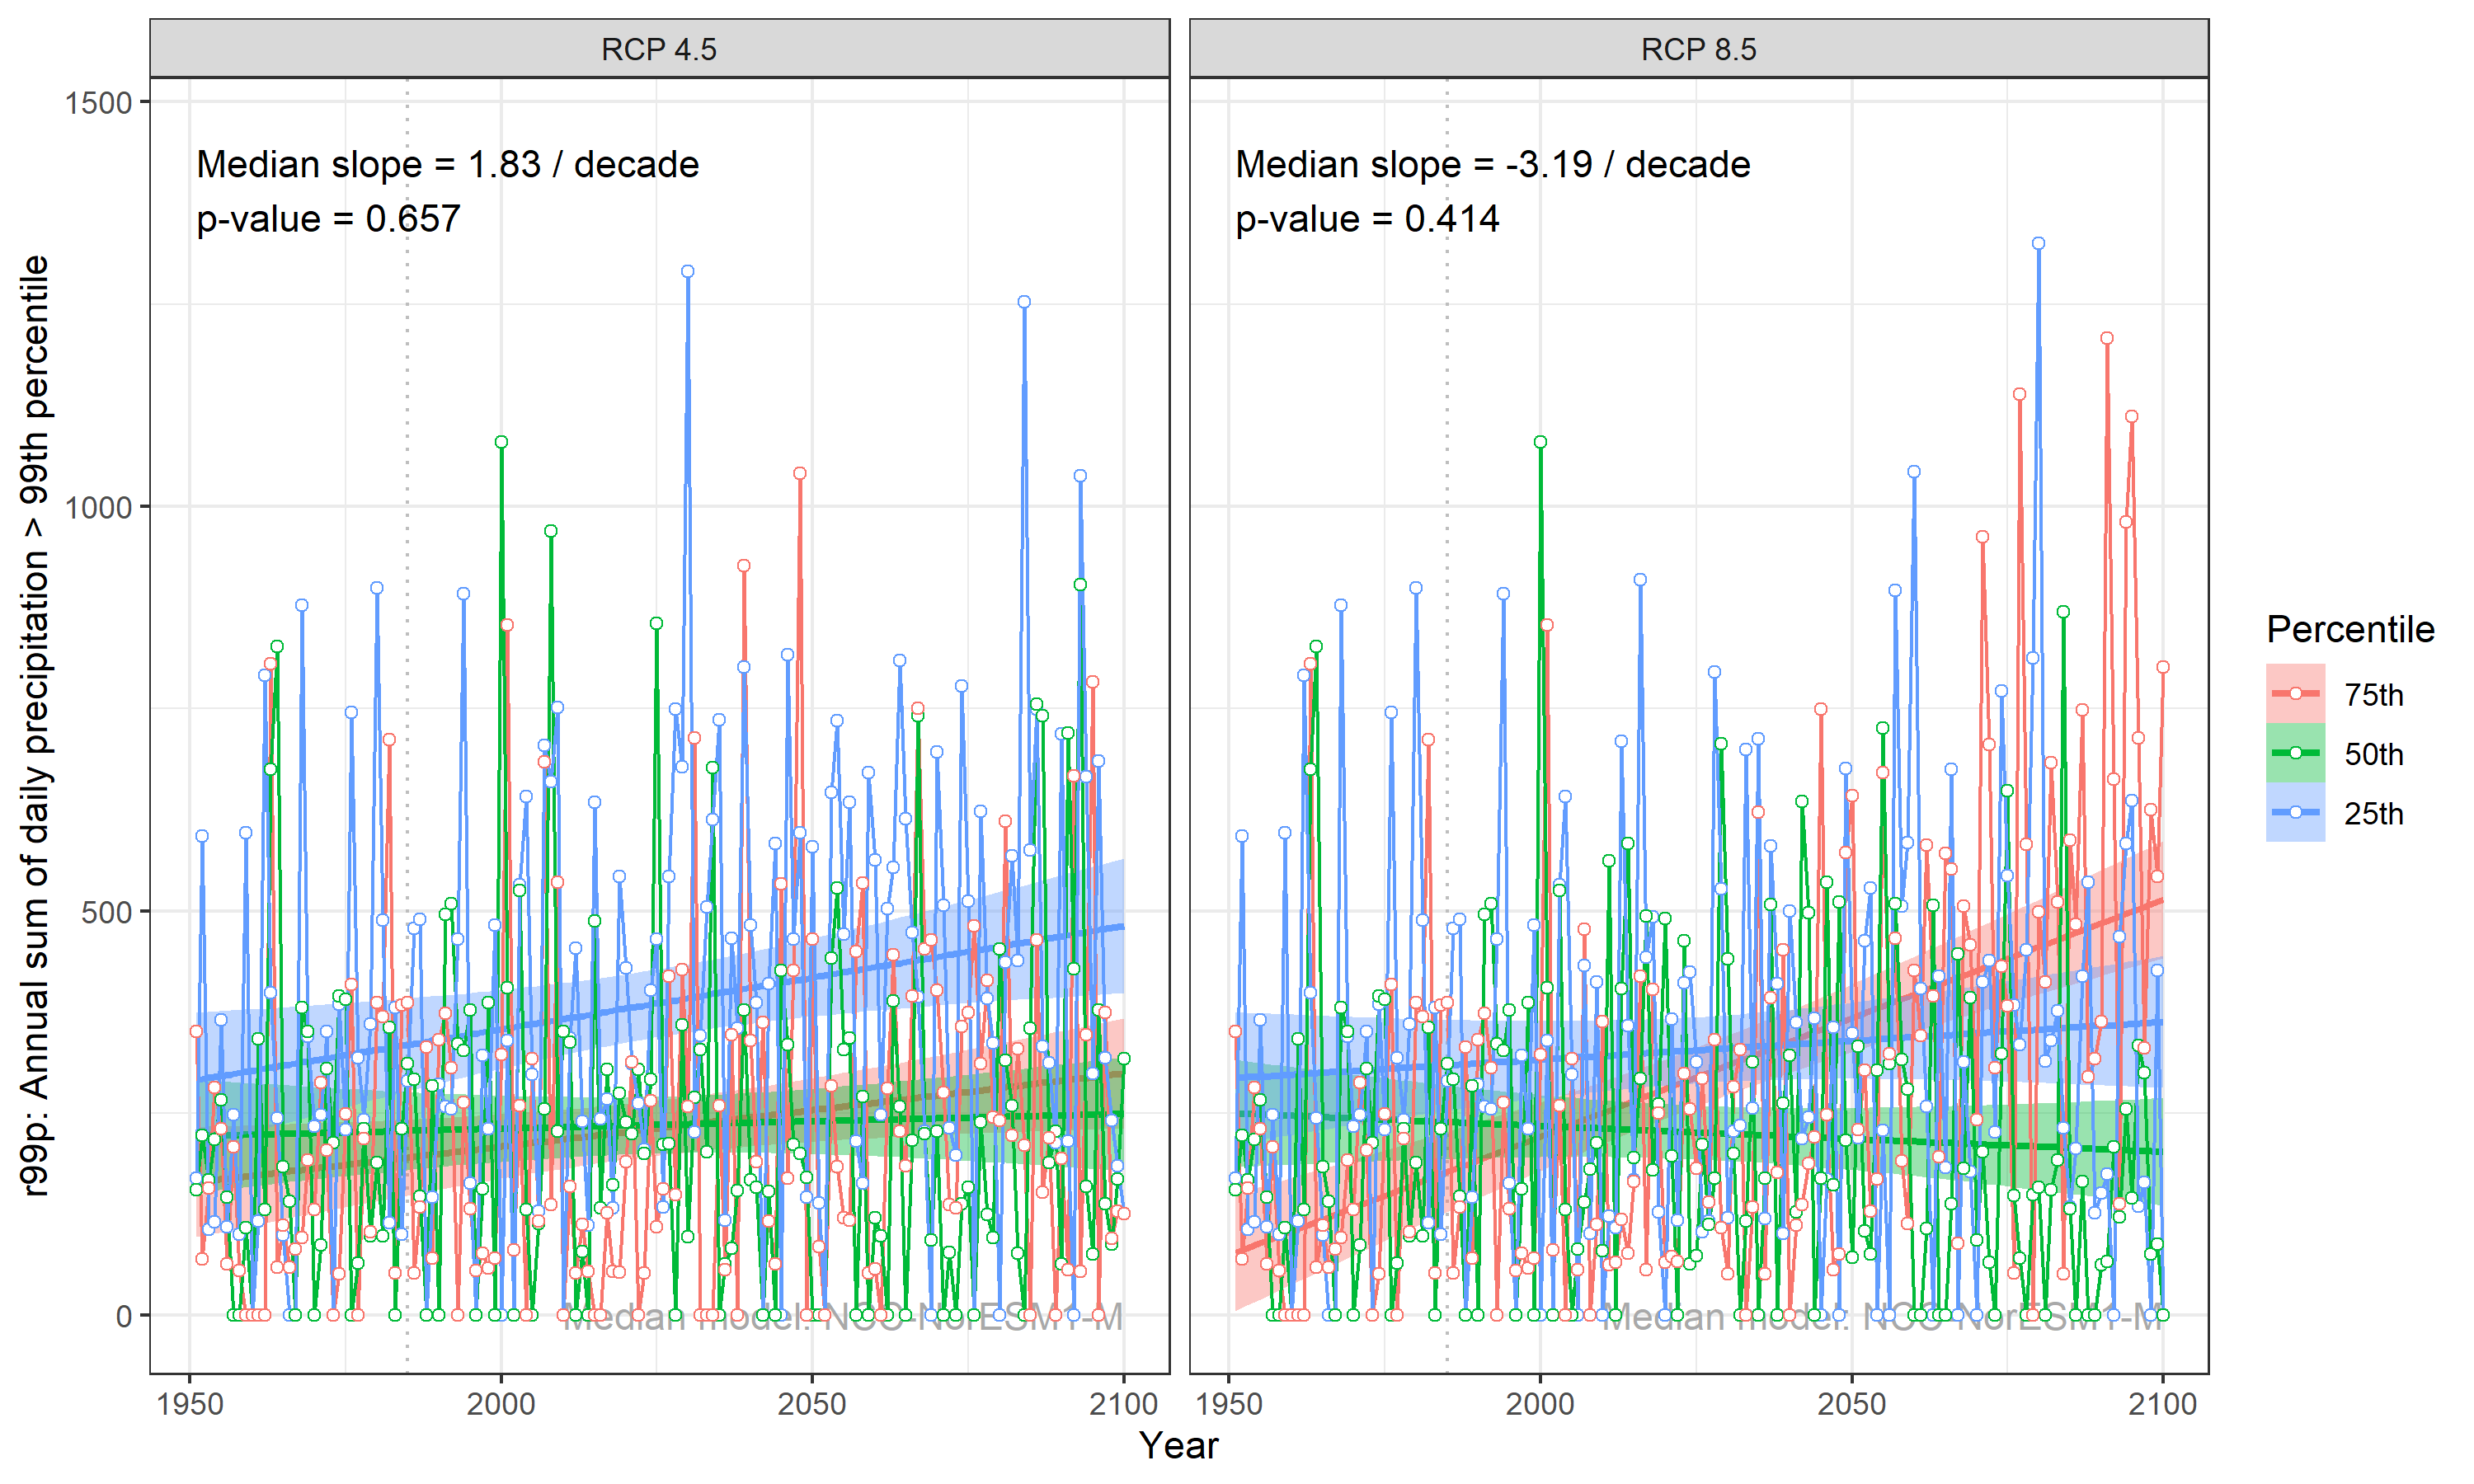 RCP 4.5
RCP 8.5
r99p: Annual sum of daily precipitation > 99th percentile
1500
1000
500
0
Median slope = 1.83 / decade
p-value = 0.657
Median slope = -3.19 / decade
p-value = 0.414
Median model: NCC-NorESM1-M
Median model: NCC-NorESM1-M
1950
2000
2050
2100
1950
2000
2050
2100
Year
Percentile
75th
50th
25th